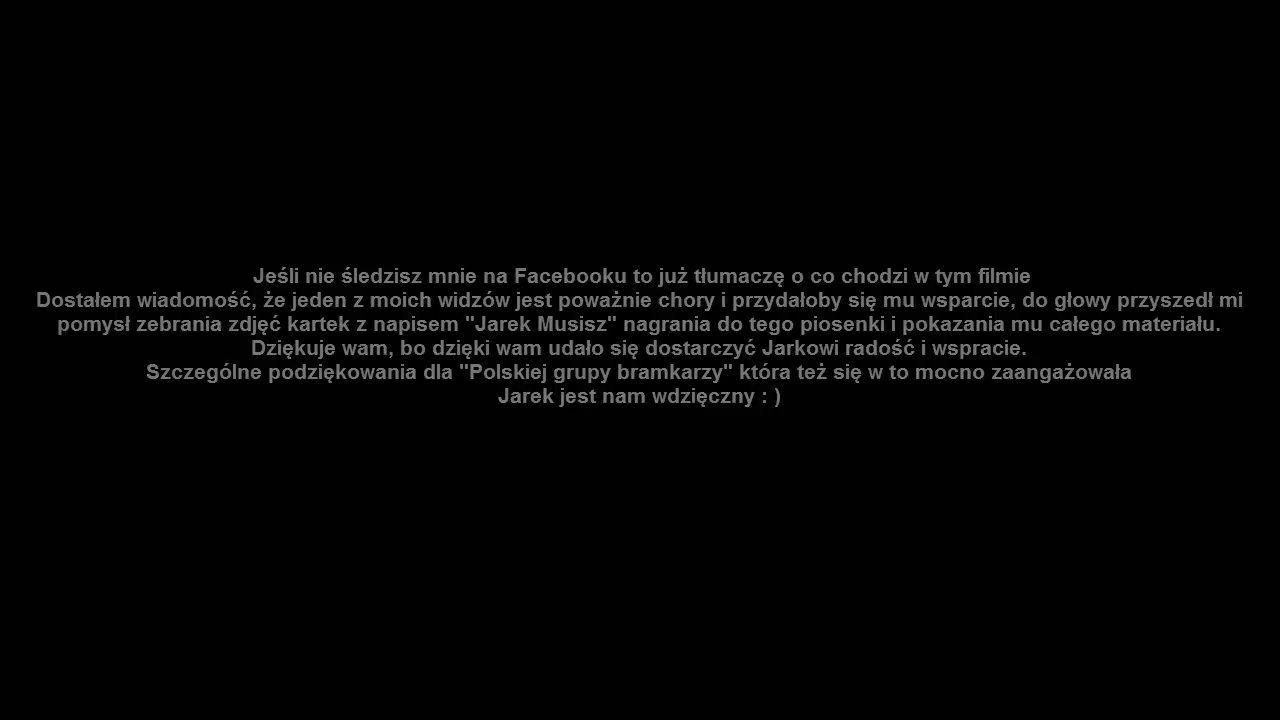 Jeśli nie śledzisz mnie na Facebooku to już tłumaczę o co chodzi w tym filmie
Dostałem wiadomość, że jeden z moich widzów jest poważnie chory i przydałoby się mu wsparcie, do głowy przyszedł mi
pomysł zebrania zdjęć kartek z napisem "Jarek Musisz" nagrania do tego piosenki i pokazania mu całego materiału.
Dziękuje wam, bo dzięki wam udało się dostarczyć Jarkowi radość i wspracie.
Szczególne podziękowania dla "Polskiej grupy bramkarzy" która też się w to mocno zaangażowała
Jarek jest nam wdzięczny : )